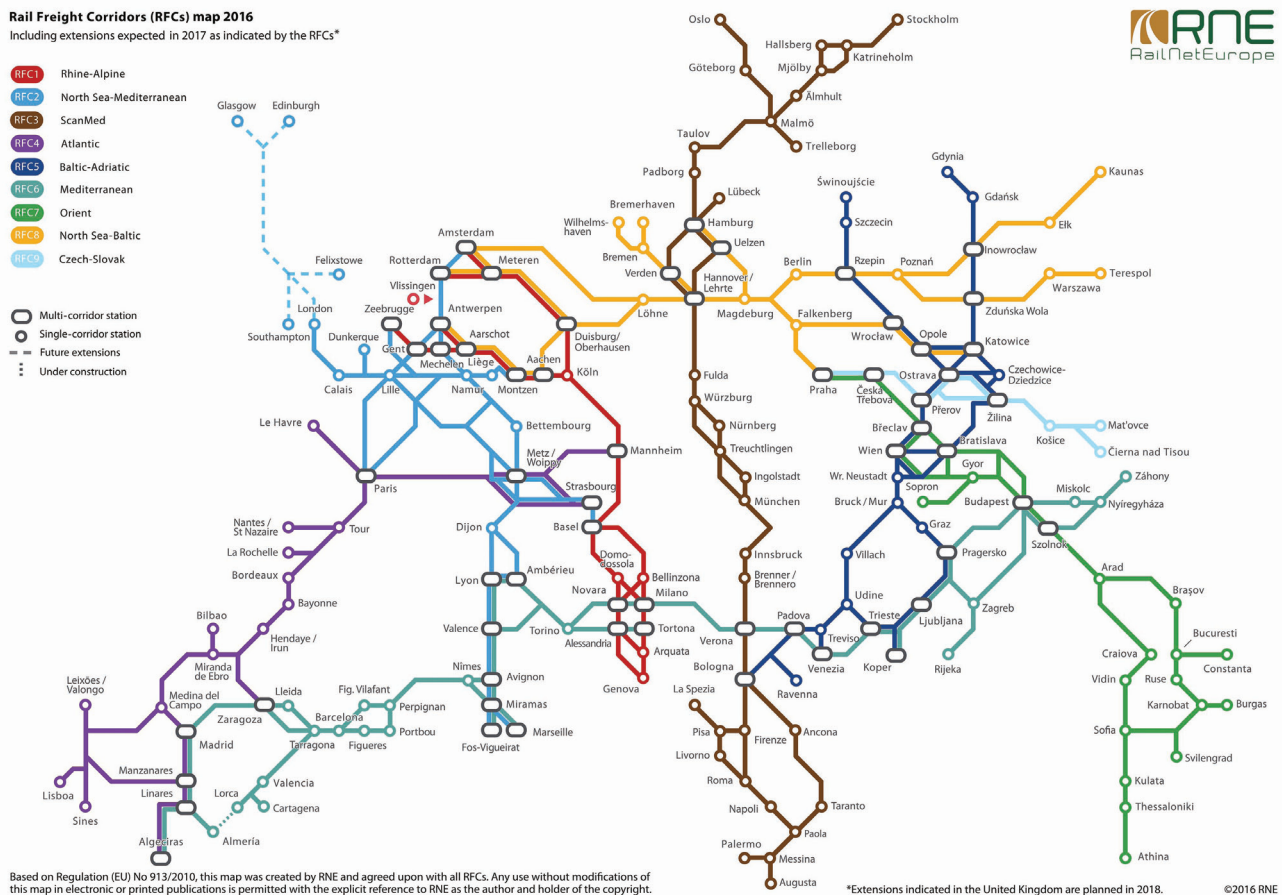 Rail Freight Corridors (RFCs) map 2016
Including extensions expected in 2017 as indicated by the RFCs*
RNE
RailNetEurope
RFC1 Rhine-Alpine
RFC2 North Sea-Mediterranean
RFC3 ScanMed
RFC4 Atlantic
RFC5 Baltic-Adriatic
RFC6 Mediterranean
RFC7 Orient
RFC8 North Sea-Baltic
RFC9 Czech-Slovak
Multi-corridor station
Single-corridor station
Future extensions
Under construction
Oslo
Stockholm
Hallsberg
Katrineholm
Göteborg
Mjölby
Älmhult
Malmö
Trelleborg
Taulov
Padborg
Lübeck
Glasgow
Edinburgh
Gdynia
Gdańsk
Świnoujście
Szczecin
Kaunas
Ełk
Bremerhaven
Wilhelms-
haven
Bremen
Hamburg
Uelzen
Verden
Hannover /
Lehrte
Magdeburg
Berlin
Rzepin
Poznań
Inowrocław
Terespol
Warszawa
Zduńska Wola
Amsterdam
Rotterdam
Meteren
Vlissingen
Zeebrugge
Antwerpen
Felixstowe
London
Southampton
Dunkerque
Calais
Lille
Gent
Mechelen
Aarschot
Liège
Namur
Montzen
Aachen
Duisburg/
Oberhausen
Köln
Löhne
Falkenberg
Wrocław
Opole
Katowice
Praha
Česka
Třebova
Ostrava
Czechowice-
Dziedzice
Přerov
Žilina
Fulda
Würzburg
Nürnberg
Treuchtlingen
Ingolstadt
München
Le Havre
Bettembourg
Metz /
Woippy
Mannheim
Strasbourg
Paris
Basel
Břeclav
Bratislava
Wien
Gyor
Wr. Neustadt
Sopron
Budapest
Košice
Mat'ovce
Čierna nad Tisou
Záhony
Miskolc
Nyíregyháza
Szolnok
Bruck / Mur
Graz
Nantes /
St Nazaire
Tour
La Rochelle
Bordeaux
Bayonne
Dijon
Lyon
Ambérieu
Domo-
dossola
Bellinzona
Novara
Milano
Innsbruck
Brenner /
Brennero
Villach
Pragersko
Udine
Trieste
Ljubljana
Zagreb
Arad
Braşov
Bilbao
Hendaye /
Irun
Miranda
de Ebro
Valence
Torino
Alessandria
Tortona
Verona
Padova
Treviso
Venezia
Koper
Rijeka
Craiova
Bucuresti
Constanta
Leixões /
Valongo
Medina del
Campo
Zaragoza
Lleida
Fig. Vilafant
Barcelona
Perpignan
Nîmes
Avignon
Arquata
Genova
Bologna
Ravenna
Vidin
Ruse
Tarragona
Figueres
Portbou
Miramas
Fos-Vigueirat
Marseille
La Spezia
Pisa
Livorno
Firenze
Ancona
Karnobat
Burgas
Sofia
Svilengrad
Madrid
Manzanares
Linares
Lorca
Valencia
Cartagena
Lisboa
Sines
Algeciras
Almería
Roma
Napoli
Taranto
Paola
Palermo
Messina
Augusta
Kulata
Thessaloniki
Athina
Based on Regulation (EU) No 913/2010, this map was created by RNE and agreed upon with all RFCs. Any use without modifications of
this map in electronic or printed publications is permitted with the explicit reference to RNE as the author and holder of the copyright.
*Extensions indicated in the United Kingdom are planned in 2018.
©2016 RNE